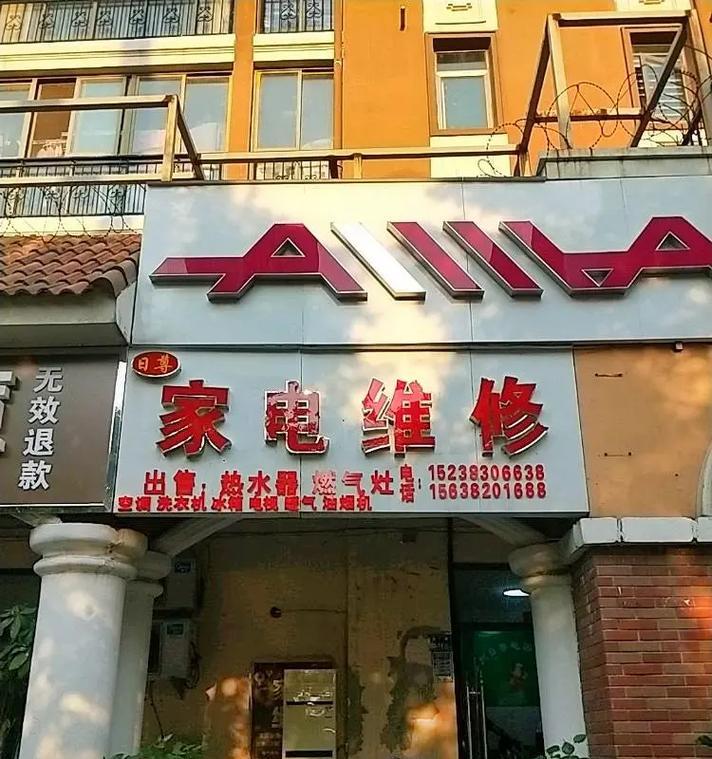 日尊
家电维修
出售：热水器 燃气灶
空调 洗衣机 冰箱 电视 暖气 油烟机
电话：
15238306638
15638201688
无效退款